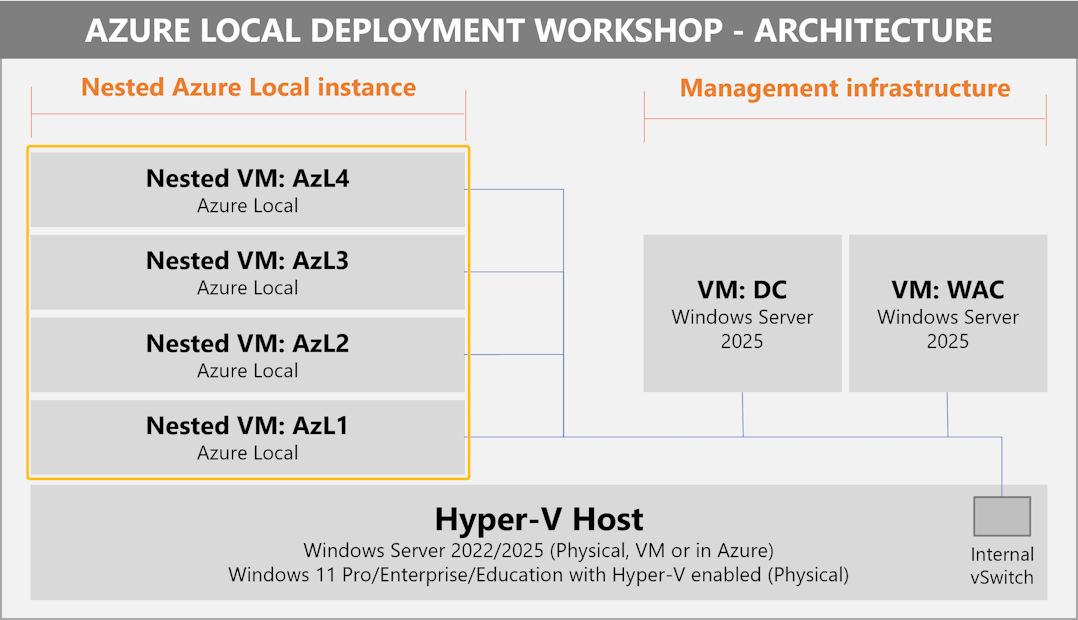 AZURE LOCAL DEPLOYMENT WORKSHOP - ARCHITECTURE
Nested Azure Local instance
Management infrastructure
Nested VM: AzL4
Azure Local
Nested VM: AzL3
Azure Local
Nested VM: AzL2
Azure Local
Nested VM: AzL1
Azure Local
VM: DC
Windows Server
2025
VM: WAC
Windows Server
2025
Hyper-V Host
Windows Server 2022/2025 (Physical, VM or in Azure)
Windows 11 Pro/Enterprise/Education with Hyper-V enabled (Physical)
Internal
vSwitch